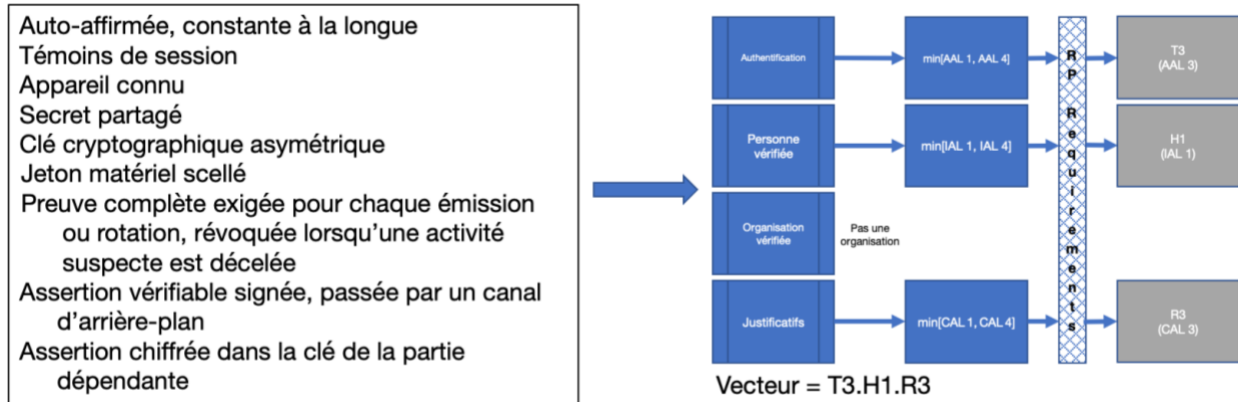 Auto-affirmée, constante à la longue
Témoins de session
Appareil connu
Secret partagé
Clé cryptographique asymétrique
Jeton matériel scellé
Preuve complète exigée pour chaque émission
ou rotation, révoquée lorsqu'une activité
suspecte est décelée
Assertion vérifiable signée, passée par un canal
d'arrière-plan
Assertion chiffrée dans la clé de la partie
dépendante
Authentification
min[AAL 1, AAL 4]
T3
(AAL 3)
Personne
vérifiée
min[IAL 1, IAL 4]
H1
(IAL 1)
Organisation
vérifiée
Pas une
organisation
Justificatifs
min[CAL 1, CAL 4]
R3
(CAL 3)
RP Requirements
Vecteur = T3.H1.R3